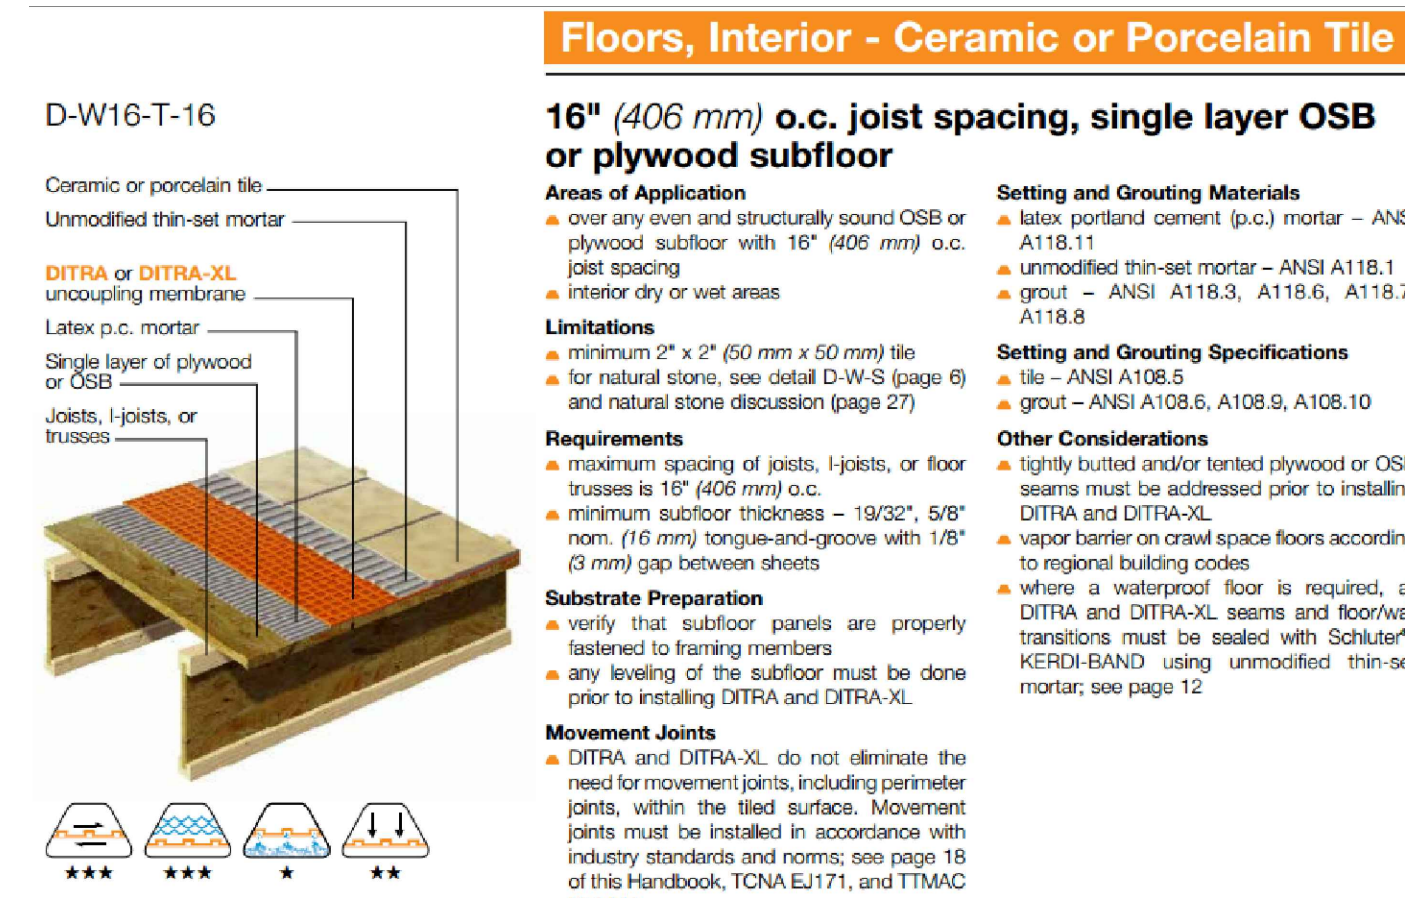 Floors, Interior - Ceramic or Porcelain Tile
D-W16-T-16
Ceramic or porcelain tile
Unmodified thin-set mortar
DITRA or DITRA-XL
uncoupling membrane
Latex p.c. mortar
Single layer of plywood
or OSB
Joists, I-joists, or
trusses
★★★
★★★
★
★★
16" (406 mm) o.c. joist spacing, single layer OSB
or plywood subfloor
Areas of Application
over any even and structurally sound OSB or
plywood subfloor with 16" (406 mm) o.c.
joist spacing
interior dry or wet areas
Limitations
minimum 2" x 2" (50 mm x 50 mm) tile
for natural stone, see detail D-W-S (page 6)
and natural stone discussion (page 27)
Requirements
maximum spacing of joists, I-joists, or floor
trusses is 16" (406 mm) o.c.
minimum subfloor thickness – 19/32", 5/8"
nom. (16 mm) tongue-and-groove with 1/8"
(3 mm) gap between sheets
Substrate Preparation
verify that subfloor panels are properly
fastened to framing members
any leveling of the subfloor must be done
prior to installing DITRA and DITRA-XL
Movement Joints
DITRA and DITRA-XL do not eliminate the
need for movement joints, including perimeter
joints, within the tiled surface. Movement
joints must be installed in accordance with
industry standards and norms; see page 18
of this Handbook, TCNA EJ171, and TTMAC
Setting and Grouting Materials
latex portland cement (p.c.) mortar –
A118.11
unmodified thin-set mortar – ANSI A118.1
grout – ANSI A118.3, A118.6, A118.7
A118.8
Setting and Grouting Specifications
tile – ANSI A108.5
grout – ANSI A108.6, A108.9, A108.10
Other Considerations
tightly butted and/or tented plywood or
seams must be addressed prior to
DITRA and DITRA-XL
vapor barrier on crawl space floors
to regional building codes
where a waterproof floor is required,
DITRA and DITRA-XL seams and
transitions must be sealed with Schluter®
KERDI-BAND using unmodified
mortar; see page 12